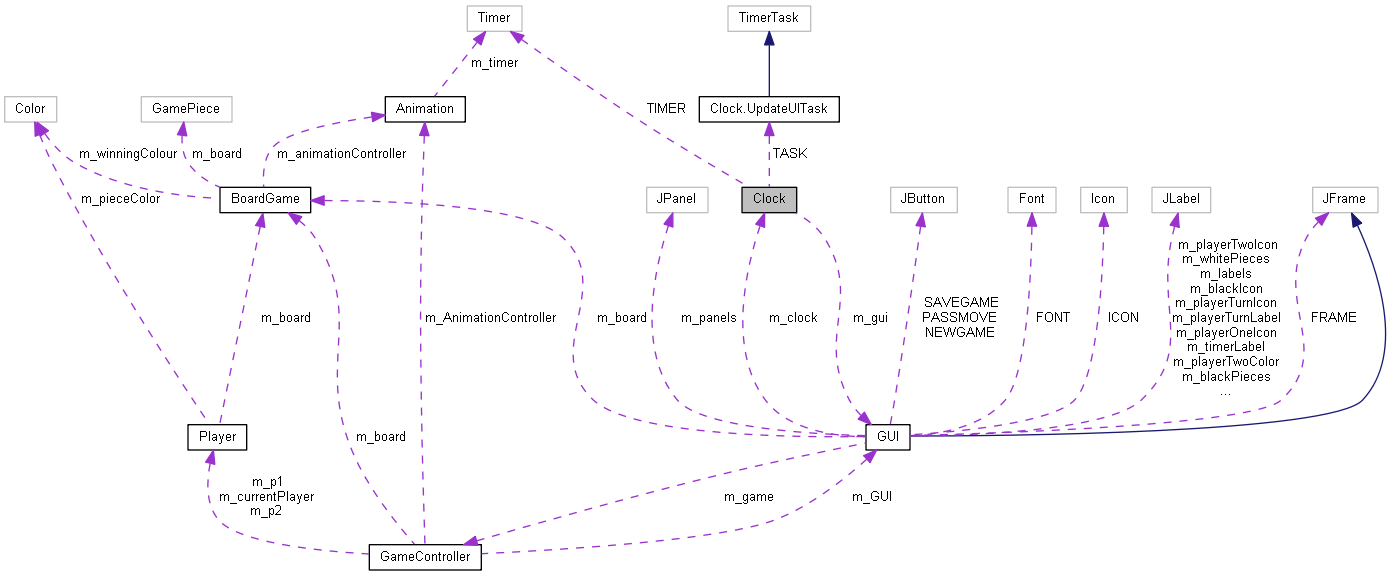 Timer
TimerTask
m_timer
Color
GamePiece
Animation
TIMER
Clock.UpdateUITask
m_winningColour
m_board
m_animationController
TASK
m_pieceColor
BoardGame
JPanel
Clock
JButton
Font
Icon
JLabel
JFrame
m_playerTwoIcon
m_whitePieces
m_labels
m_blackIcon
m_playerTurnIcon
m_playerTurnLabel
m_playerOneIcon
m_timerLabel
m_playerTwoColor
m_blackPieces
...
m_board
m_AnimationController
m_board
m_panels
m_clock
m_gui
SAVEGAME
PASSMOVE
NEWGAME
FONT
ICON
FRAME
Player
m_board
GUI
m_p1
m_currentPlayer
m_p2
m_game
m_GUI
GameController